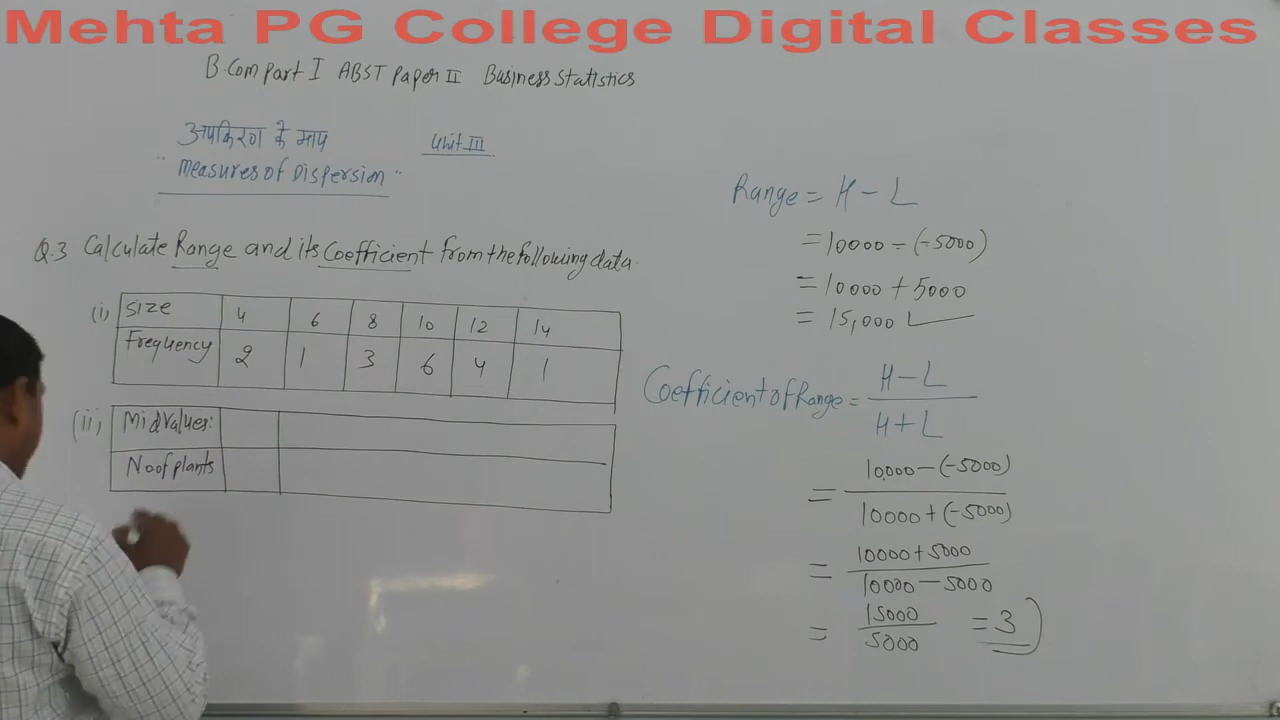 Mehta PG College Digital Classes
B.Com Part I ABST Paper II Business Statistics
अपकिरण के माप Unit III
"Measures of Dispersion"
Q.3 Calculate Range and its Coefficient from the following data.
(i) Size 4 6 8 10 12 14
Frequency 2 1 3 6 4 1
(ii) Mid values:
No of plants
Range = H - L
= 10000 - (-5000)
= 10000 + 5000
= 15,000
Coefficient of Range = H - L
H + L
= 10,000 - (-5000)
10000 + (-5000)
= 10000 + 5000
10000 - 5000
= 15000 = 3
5000